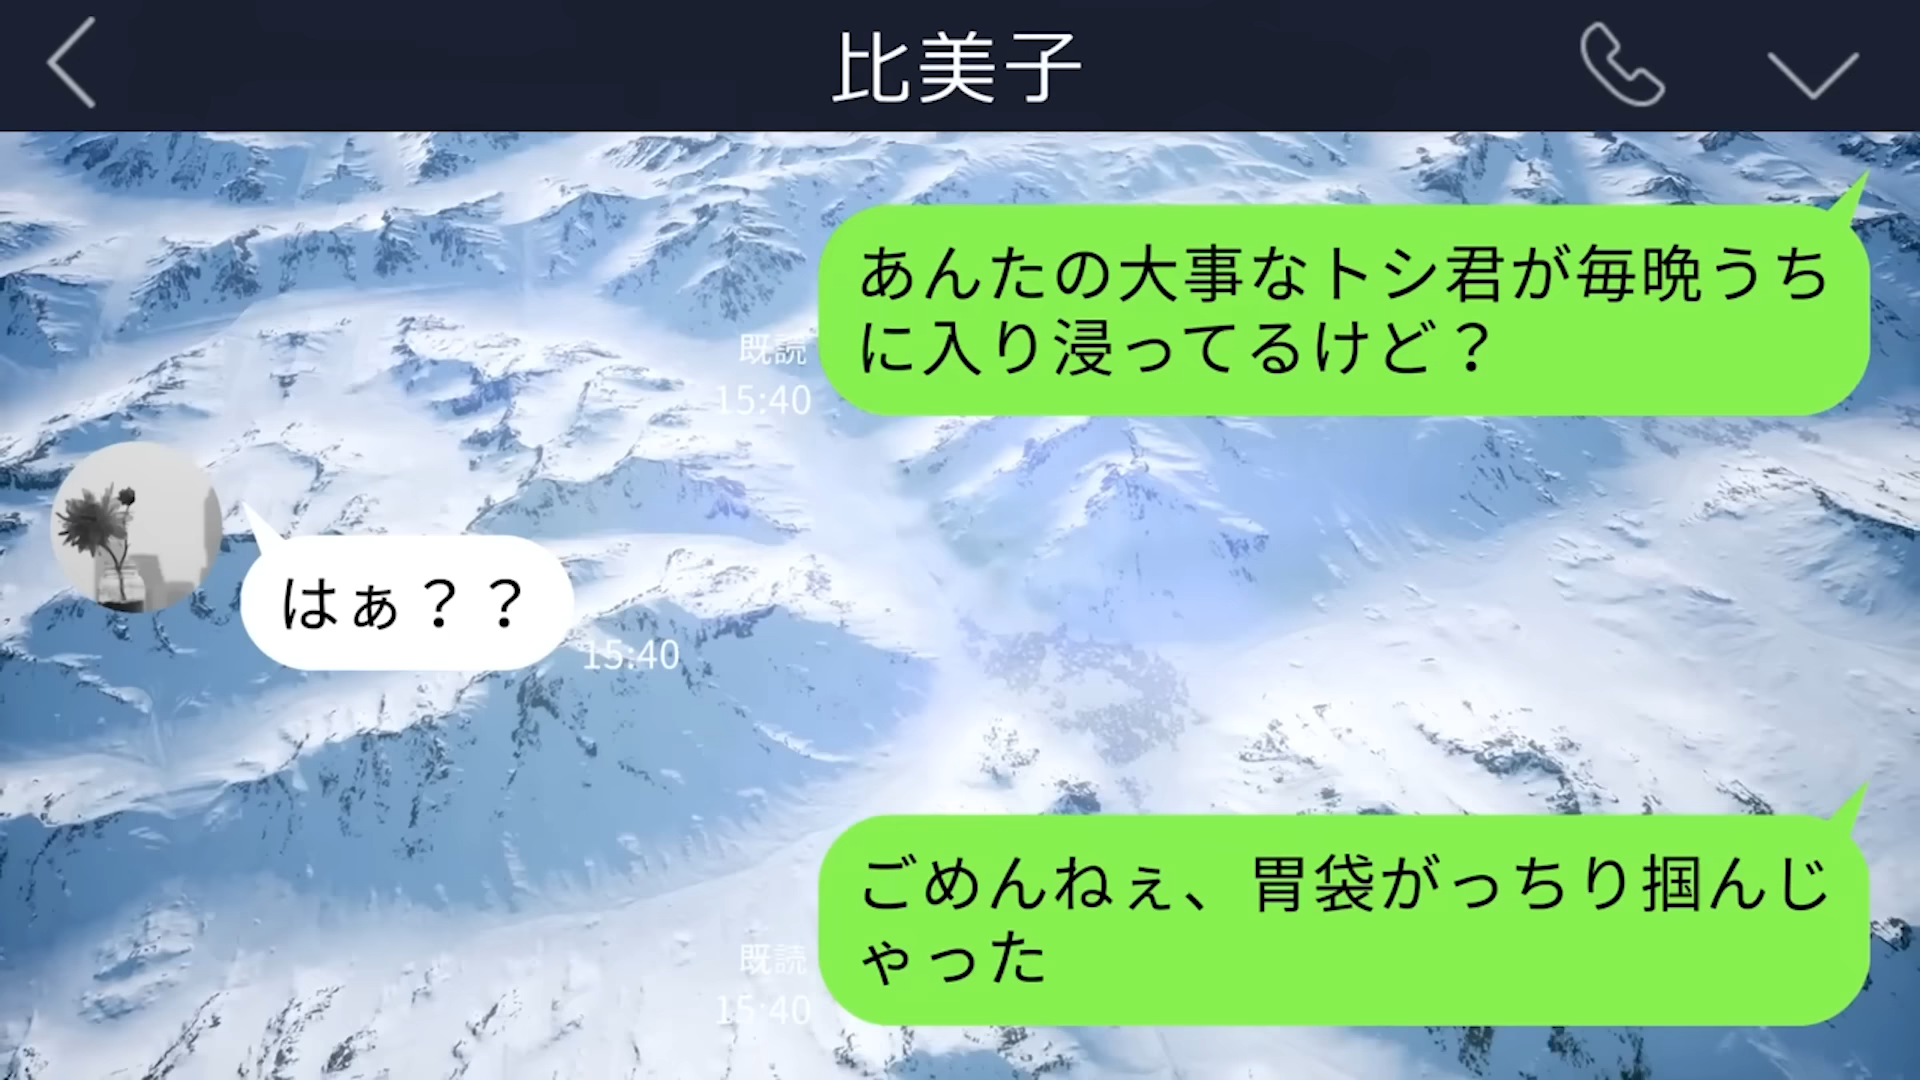 比美子
あんたの大事なトシ君が毎晩うち
に入り浸ってるけど？
既読
15:40
はぁ？？
15:40
ごめんねぇ、胃袋がっちり掴んじ
ゃった
既読
15:40